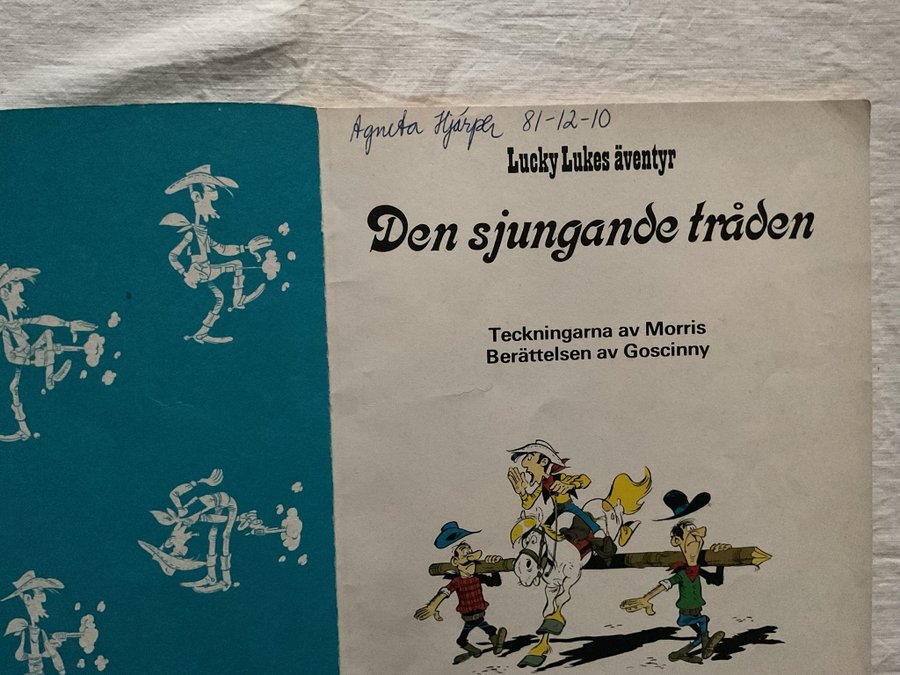 Agneta Hjärpe 81-12-10
Lucky Lukes äventyr
Den sjungande tråden
Teckningarna av Morris
Berättelsen av Goscinny